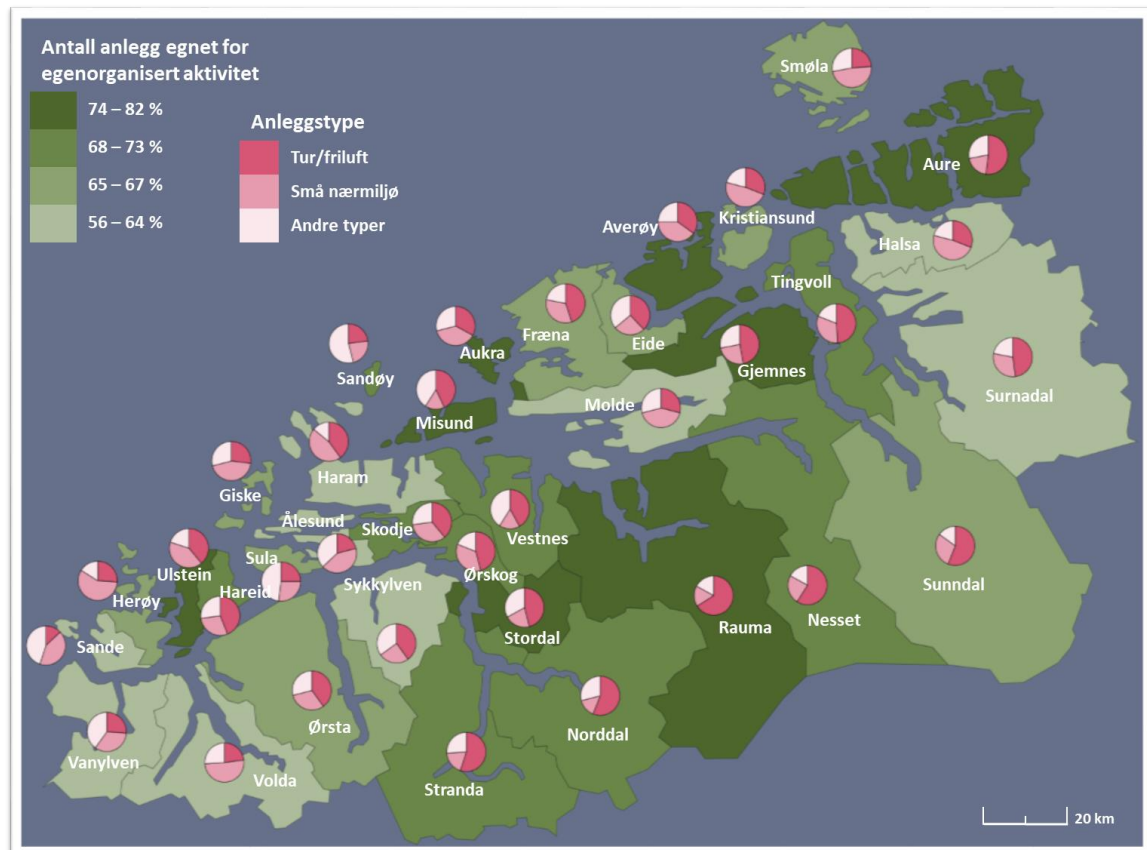 Antall anlegg egnet for
egenorganisert aktivitet
74 – 82 %
68 – 73 %
65 – 67 %
56 – 64 %
Anleggstype
Tur/friluft
Små nærmiljø
Andre typer
Smøla
Aure
Kristiansund
Averøy
Halsa
Tingvoll
Fræna
Eide
Aukra
Gjemnes
Sandøy
Surnadal
Molde
Misund
Haram
Giske
Ålesund
Skodje
Vestnes
Ørskog
Sula
Ulstein
Sykkylven
Hareid
Herøy
Sunndal
Nesset
Rauma
Stordal
Sande
Ørsta
Norddal
Vanylven
Volda
Stranda
20 km